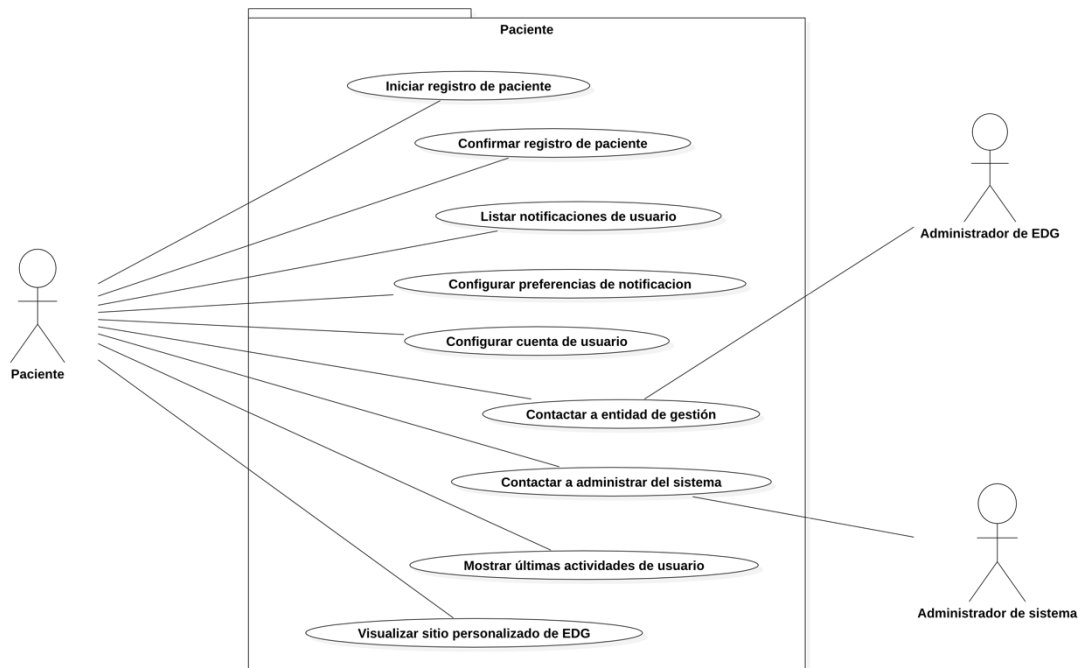 Paciente
Iniciar registro de paciente
Confirmar registro de paciente
Listar notificaciones de usuario
Administrador de EDG
Configurar preferencias de notificacion
Configurar cuenta de usuario
Paciente
Contactar a entidad de gestión
Contactar a administrar del sistema
Mostrar últimas actividades de usuario
Administrador de sistema
Visualizar sitio personalizado de EDG